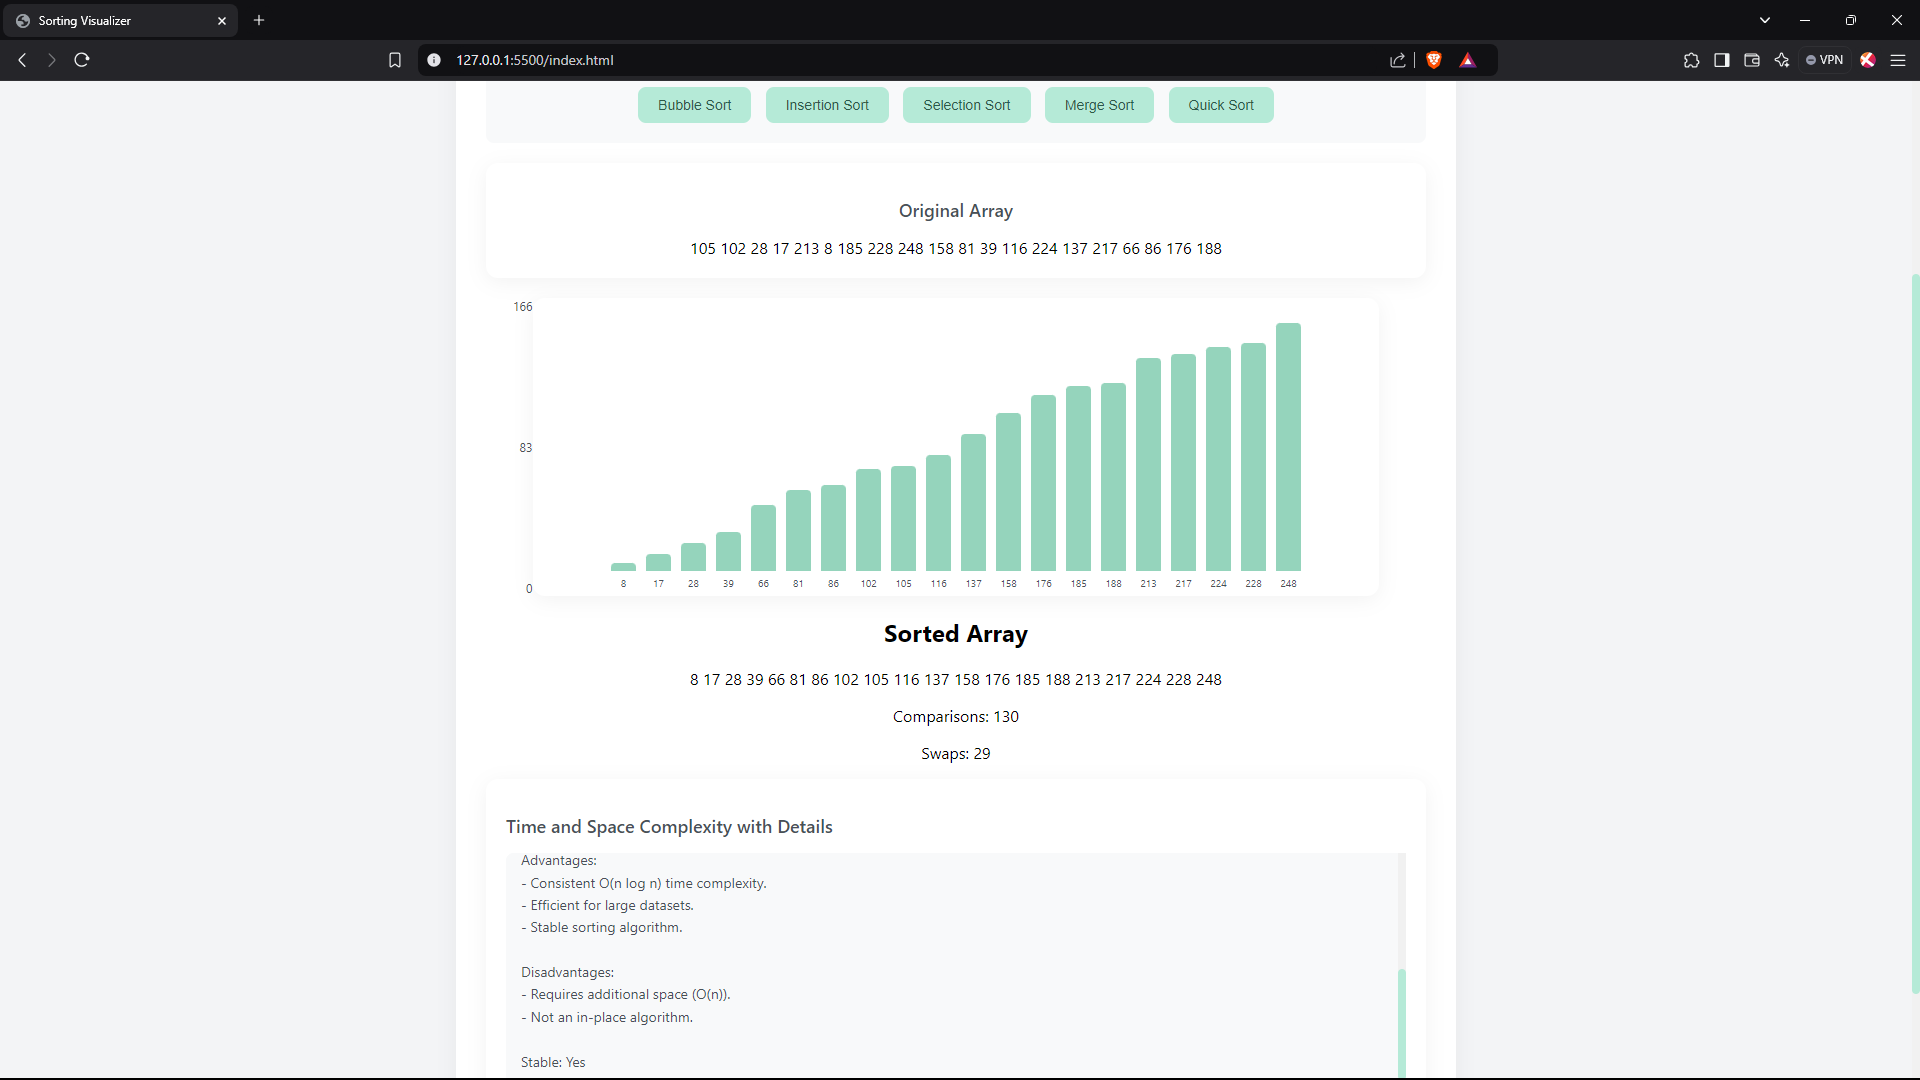 Sorting Visualizer
127.0.0.1:5500/index.html
VPN
Bubble Sort Insertion Sort Selection Sort Merge Sort Quick Sort
Original Array
105 102 28 17 213 8 185 228 248 158 81 39 116 224 137 217 66 86 176 188
166
83
0
8 17 28 39 66 81 86 102 105 116 137 158 176 185 188 213 217 224 228 248
Sorted Array
8 17 28 39 66 81 86 102 105 116 137 158 176 185 188 213 217 224 228 248
Comparisons: 130
Swaps: 29
Time and Space Complexity with Details
Advantages:
- Consistent O(n log n) time complexity.
- Efficient for large datasets.
- Stable sorting algorithm.
Disadvantages:
- Requires additional space (O(n)).
- Not an in-place algorithm.
Stable: Yes